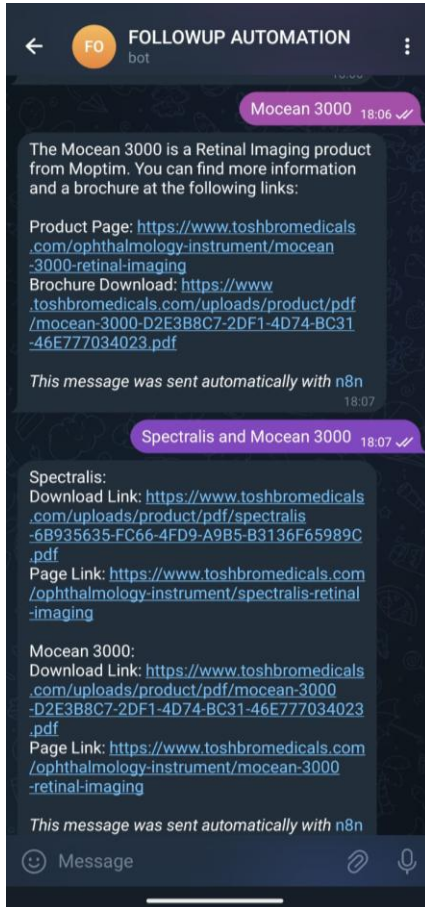 FO
FOLLOWUP AUTOMATION
bot
Mocean 3000 18:06
The Mocean 3000 is a Retinal Imaging product
from Moptim. You can find more information
and a brochure at the following links:
Product Page: https://www.toshbromedicals
.com/ophthalmology-instrument/mocean
-3000-retinal-imaging
Brochure Download: https://www
.toshbromedicals.com/uploads/product/pdf
/mocean-3000-D2E3B8C7-2DF1-4D74-BC31
-46E777034023.pdf
This message was sent automatically with n8n
18:07
Spectralis and Mocean 3000 18:07
Spectralis:
Download Link: https://www.toshbromedicals
.com/uploads/product/pdf/spectralis
-6B935635-FC66-4FD9-A9B5-B3136F65989C
.pdf
Page Link: https://www.toshbromedicals.com
/ophthalmology-instrument/spectralis-retinal
-imaging
Mocean 3000:
Download Link: https://www.toshbromedicals
.com/uploads/product/pdf/mocean-3000
-D2E3B8C7-2DF1-4D74-BC31-46E777034023
.pdf
Page Link: https://www.toshbromedicals.com
/ophthalmology-instrument/mocean-3000
-retinal-imaging
This message was sent automatically with n8n
Message